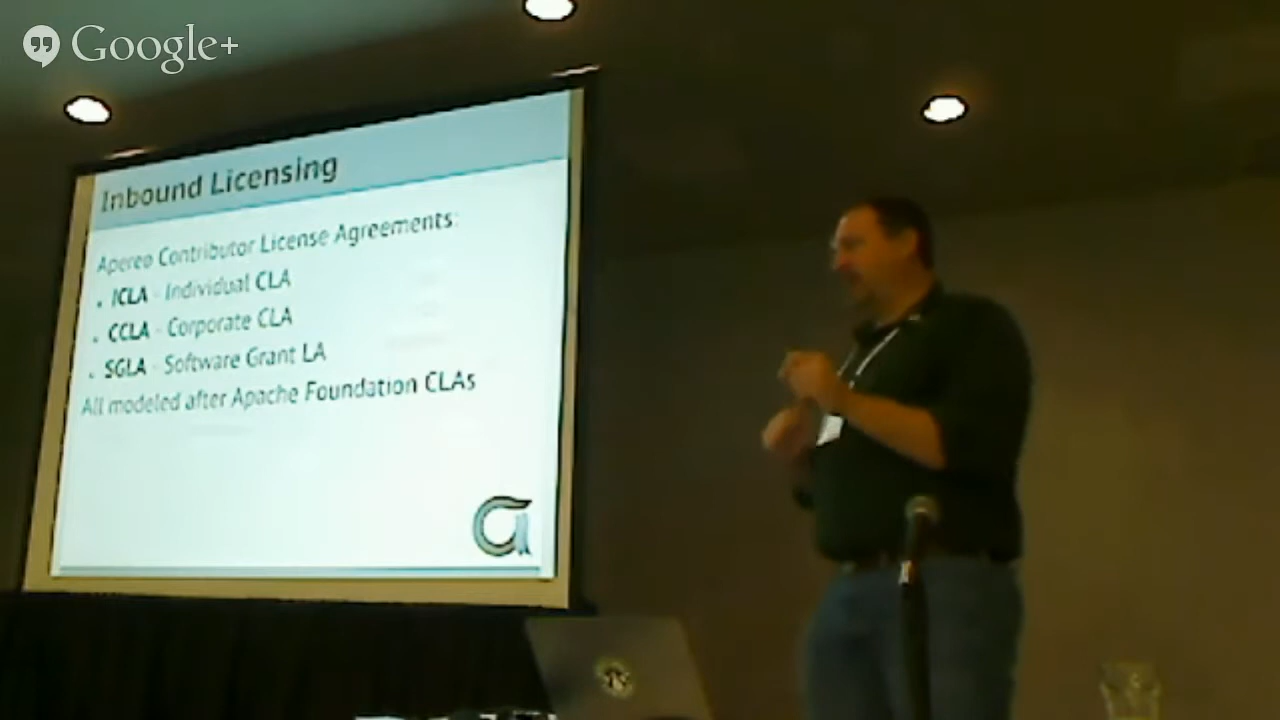 Google+
Inbound Licensing
Apereo Contributor License Agreements:
• ICLA - Individual CLA
• CCLA - Corporate CLA
• SGLA - Software Grant LA
All modeled after Apache Foundation CLAs